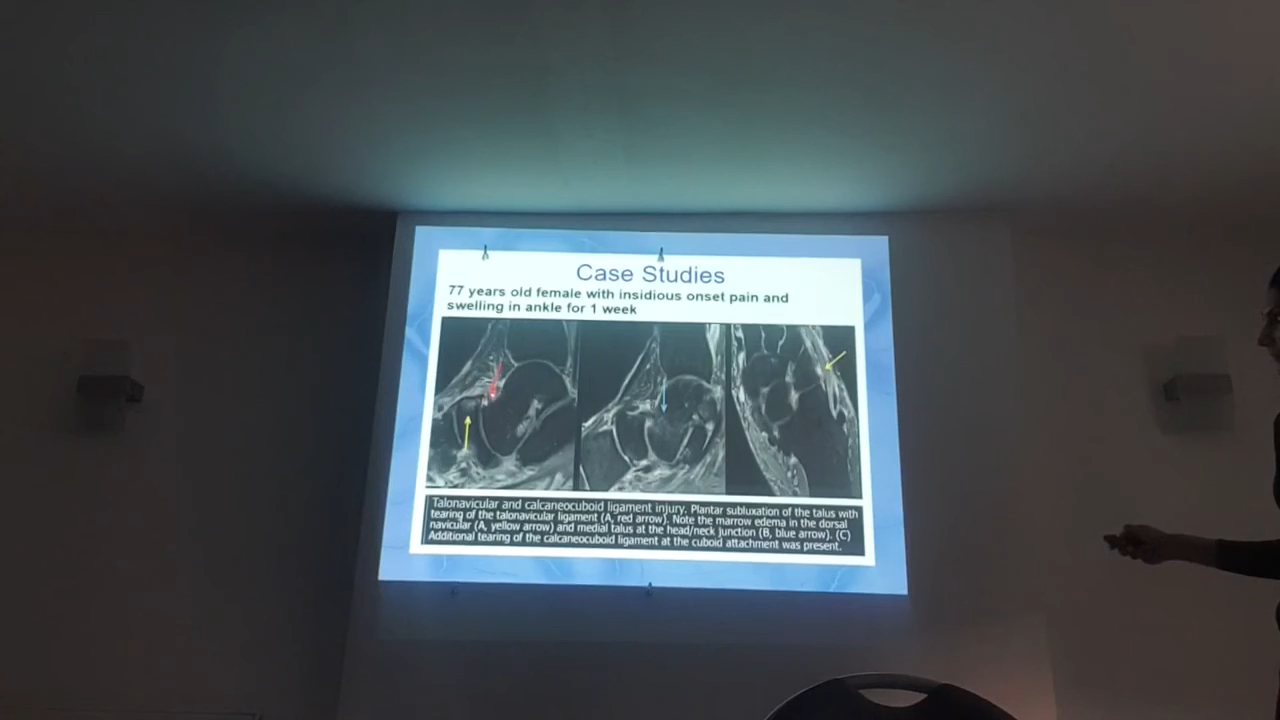 Case Studies
77 years old female with insidious onset pain and
swelling in ankle for 1 week
Talonavicular and calcaneocuboid ligament injury. Plantar subluxation of the talus with
tearing of the talonavicular ligament (A, red arrow). Note the marrow edema in the dorsal
navicular (A, yellow arrow) and medial talus at the head/neck junction (B, blue arrow). (C)
Additional tearing of the calcaneocuboid ligament at the cuboid attachment was present.